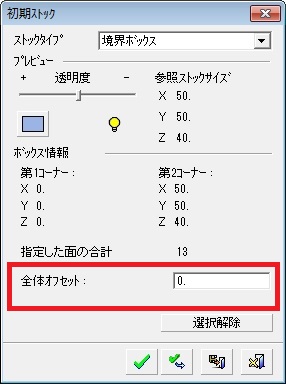 初期ストック
ストックタイプ 境界ボックス
プレビュー
+ 透明度 -
参照ストックサイズ
X 50.
Y 50.
Z 40.
ボックス情報
第1コーナー: 第2コーナー:
X 0. X 50.
Y 0. Y 50.
Z 0. Z 40.
指定した面の合計 13
全体オフセット: 0.
選択解除